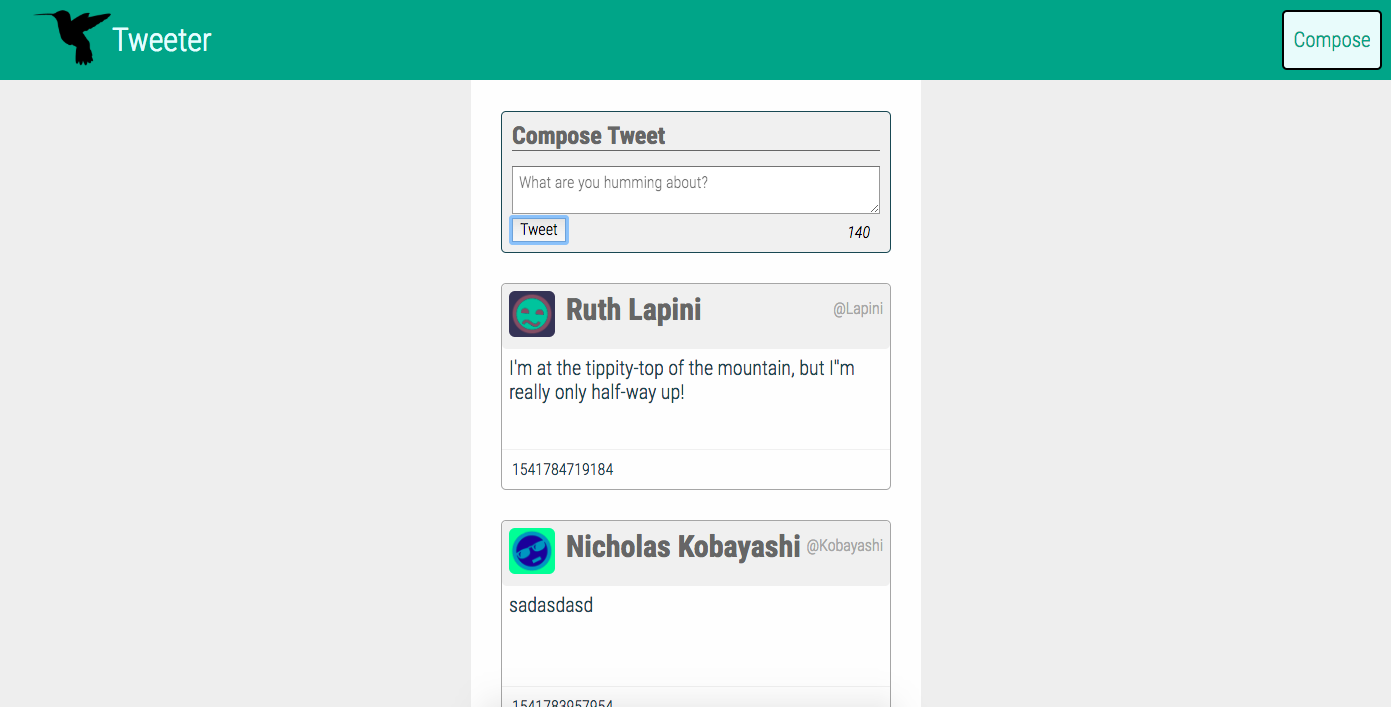 Tweeter
Compose
Compose Tweet
What are you humming about?
Tweet
140
Ruth Lapini
@Lapini
I'm at the tippity-top of the mountain, but I"m
really only half-way up!
1541784719184
Nicholas Kobayashi
@Kobayashi
sadasdasd
1541783957954